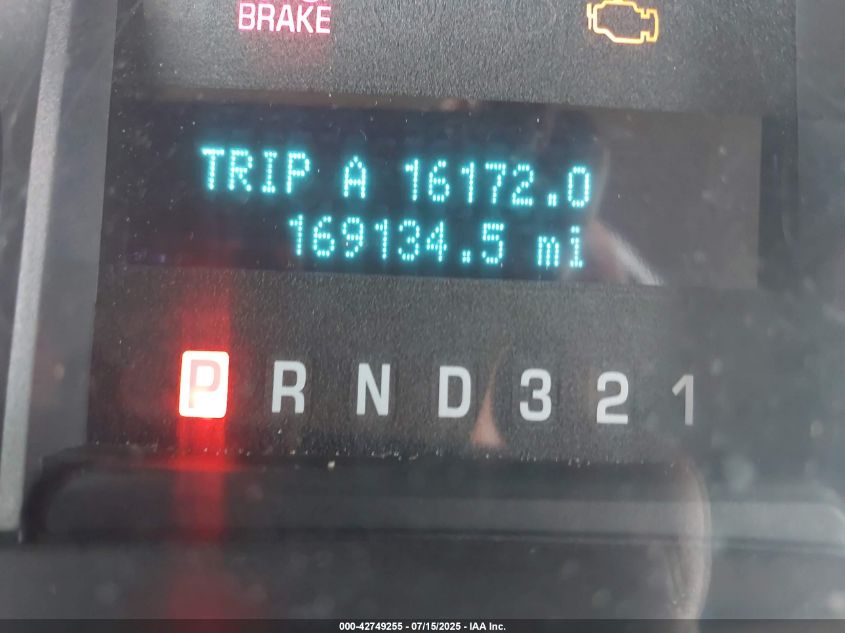 BRAKE
TRIP A 16172.0
169134.5 mi
P R N D 3 2 1
000-42749255 - 07/15/2025 - IAA Inc.